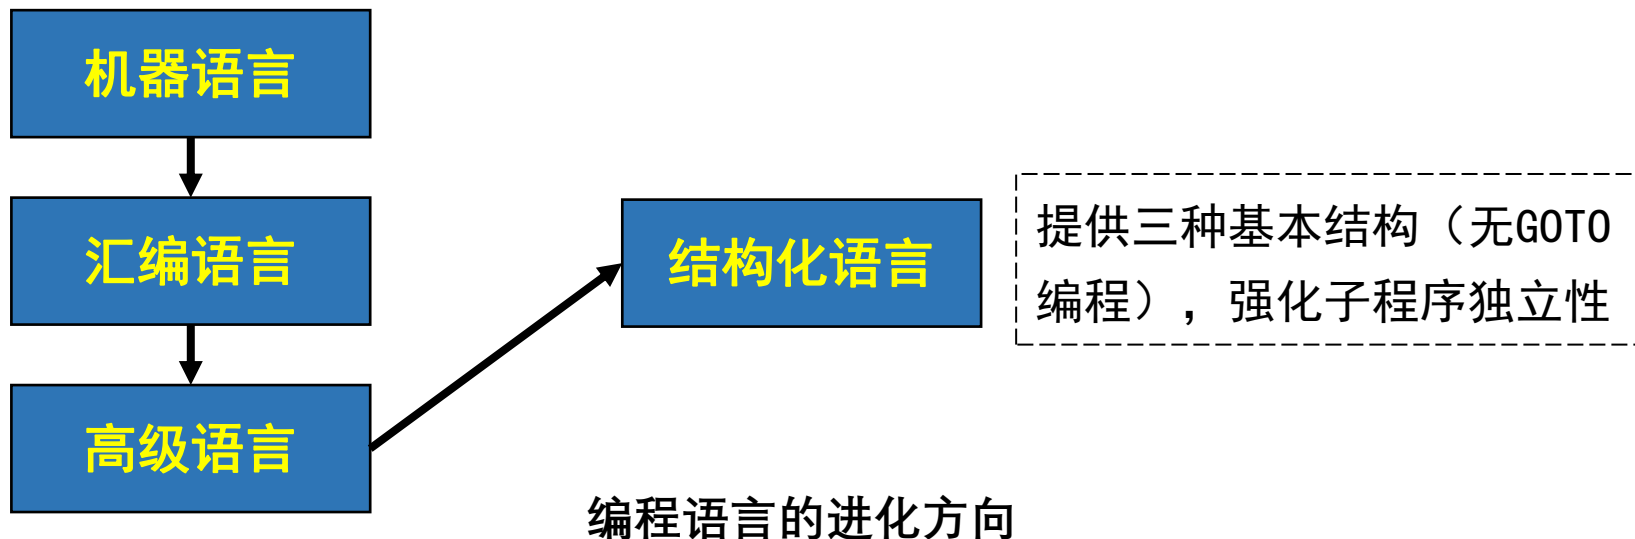 机器语言
汇编语言
高级语言
结构化语言
提供三种基本结构（无GOTO
编程），强化子程序独立性
编程语言的进化方向